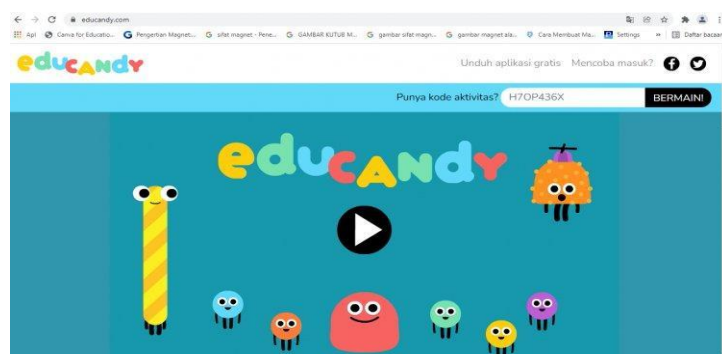 educandy.com
Apl Canva for Educatio... Pengertian Magnet... sifat magnet - Pene... GAMBAR KUTUB M... gambar sifat magn... gambar magnet ala... Cara Membuat Ma... Settings » Daftar bacaan
educandy Unduh aplikasi gratis Mencoba masuk?
Punya kode aktivitas? H7OP436X BERMAIN!
educandy